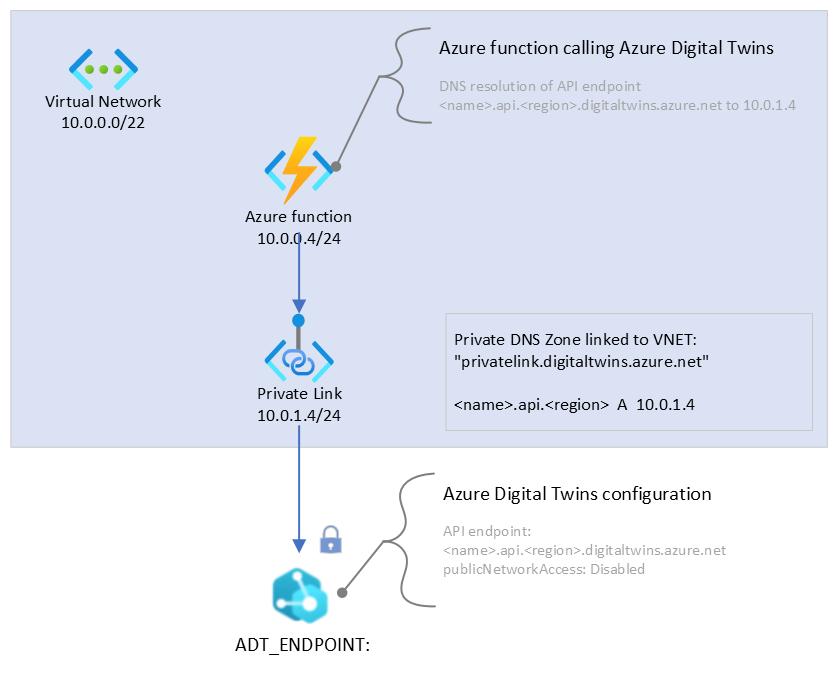 Azure function calling Azure Digital Twins
DNS resolution of API endpoint
<name>.api.<region>.digitaltwins.azure.net to 10.0.1.4
Virtual Network
10.0.0.0/22
Azure function
10.0.0.4/24
Private Link
10.0.1.4/24
Private DNS Zone linked to VNET:
"privatelink.digitaltwins.azure.net"
<name>.api.<region> A 10.0.1.4
Azure Digital Twins configuration
API endpoint:
<name>.api.<region>.digitaltwins.azure.net
publicNetworkAccess: Disabled
ADT_ENDPOINT: